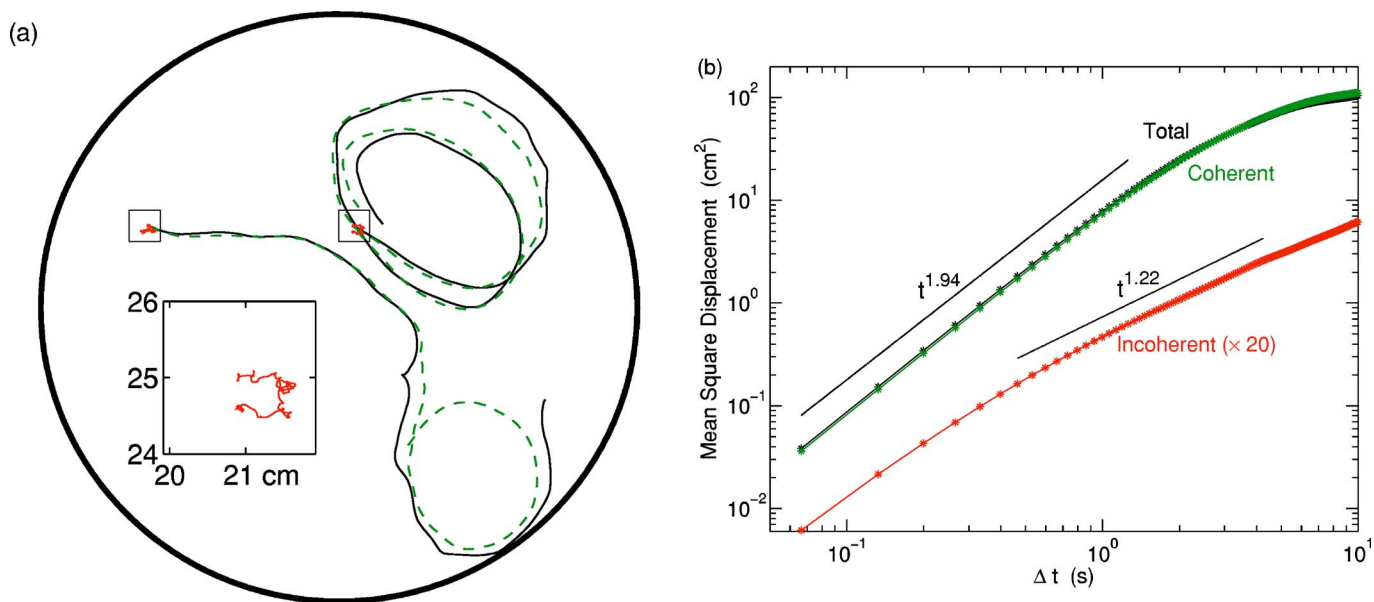 (a)
26
25
24
20
21 cm
(b)
Mean Square Displacement (cm²)
10²
10¹
10⁰
10⁻¹
10⁻²
Total
Coherent
t^1.94
t^1.22
Incoherent (× 20)
10⁻¹
10⁰
10¹
Δ t (s)